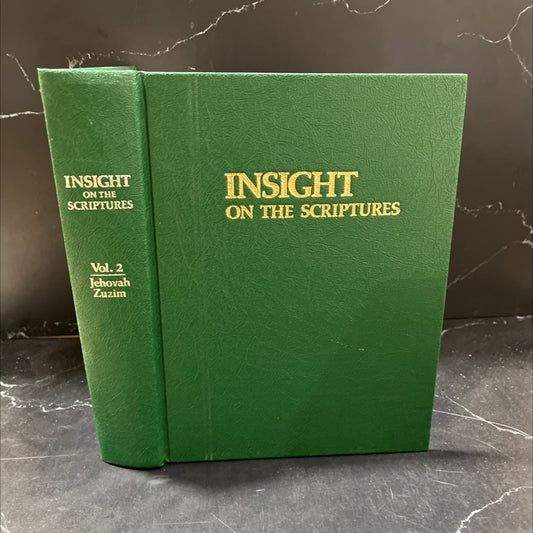 INSIGHT
ON THE
SCRIPTURES
Vol. 2
Jehovah
Zuzim
INSIGHT
ON THE SCRIPTURES